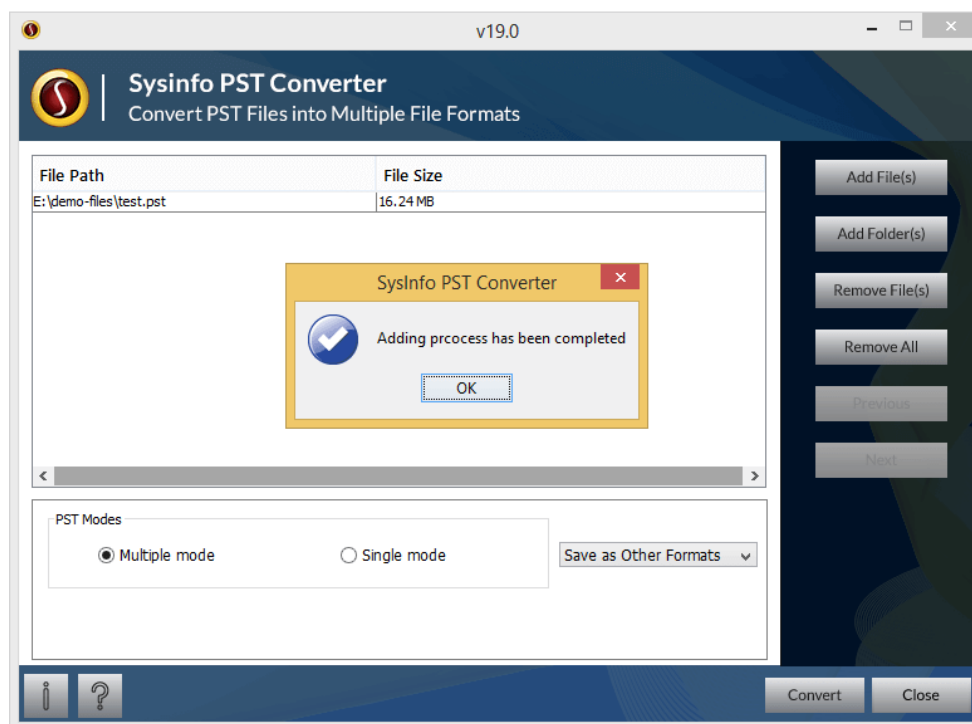 v19.0
Sysinfo PST Converter
Convert PST Files into Multiple File Formats
File Path File Size
E:\demo-files\test.pst 16.24 MB
SysInfo PST Converter
Adding prcocess has been completed
OK
Add File(s)
Add Folder(s)
Remove File(s)
Remove All
Previous
Next
PST Modes
Multiple mode Single mode Save as Other Formats
Convert Close